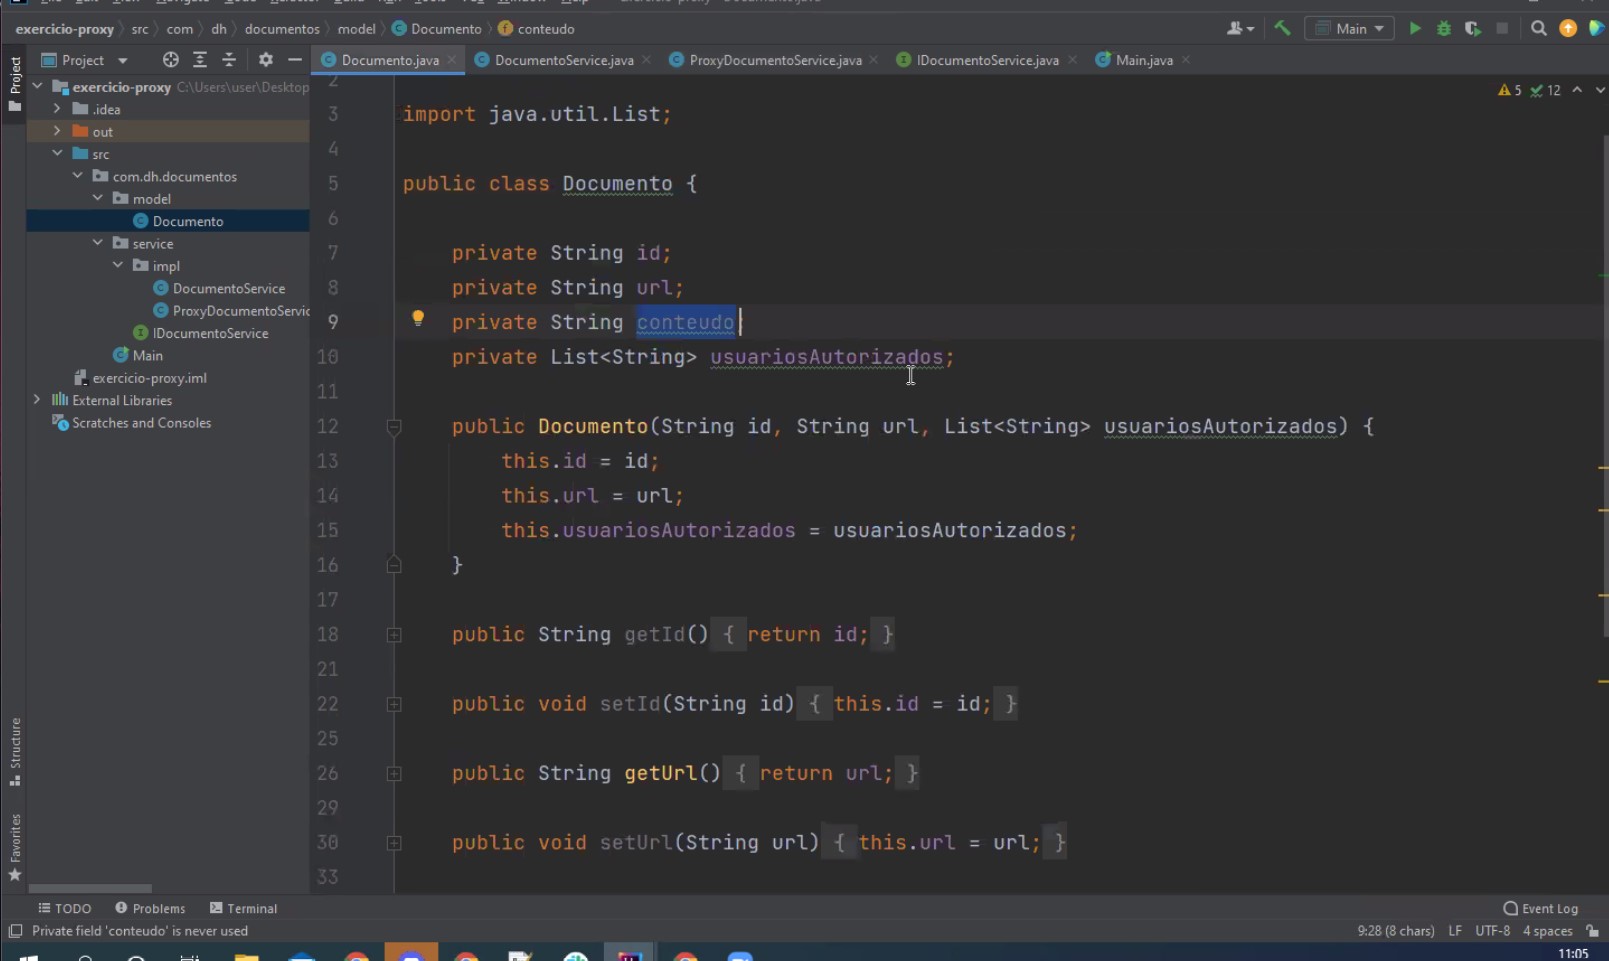 exercicio-proxy src com dh documentos model Documento conteudo Main
Project
Documento.java DocumentoService.java ProxyDocumentoService.java IDocumentoService.java Main.java
Project
exercicio-proxy C:\Users\user\Desktop
.idea
out
src
com.dh.documentos
model
Documento
service
impl
DocumentoService
ProxyDocumentoServic
IDocumentoService
Main
exercicio-proxy.iml
External Libraries
Scratches and Consoles
5 12
2
3 import java.util.List;
4
5 public class Documento {
6
7 private String id;
8 private String url;
9 private String conteudo;
10 private List<String> usuariosAutorizados;
11
12 public Documento(String id, String url, List<String> usuariosAutorizados) {
13 this.id = id;
14 this.url = url;
15 this.usuariosAutorizados = usuariosAutorizados;
16 }
17
18 public String getId() { return id; }
21
22 public void setId(String id) { this.id = id; }
25
26 public String getUrl() { return url; }
29
30 public void setUrl(String url) { this.url = url; }
33
Structure
Favorites
TODO Problems Terminal Event Log
Private field 'conteudo' is never used 9:28 (8 chars) LF UTF-8 4 spaces
11:05